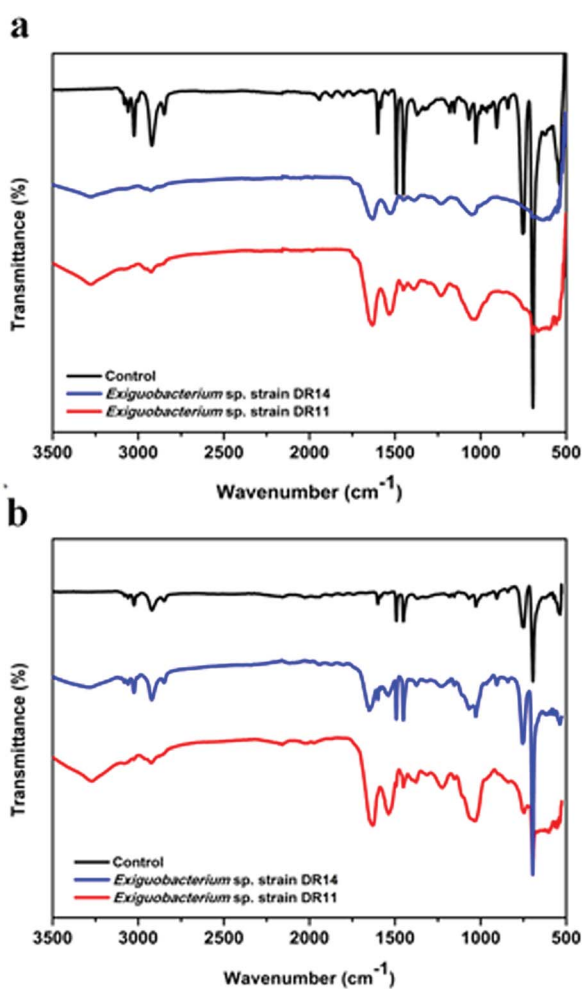 a
Transmittance (%)
Control
Exiguobacterium sp. strain DR14
Exiguobacterium sp. strain DR11
3500 3000 2500 2000 1500 1000 500
Wavenumber (cm-1)
b
Transmittance (%)
Control
Exiguobacterium sp. strain DR14
Exiguobacterium sp. strain DR11
3500 3000 2500 2000 1500 1000 500
Wavenumber (cm-1)